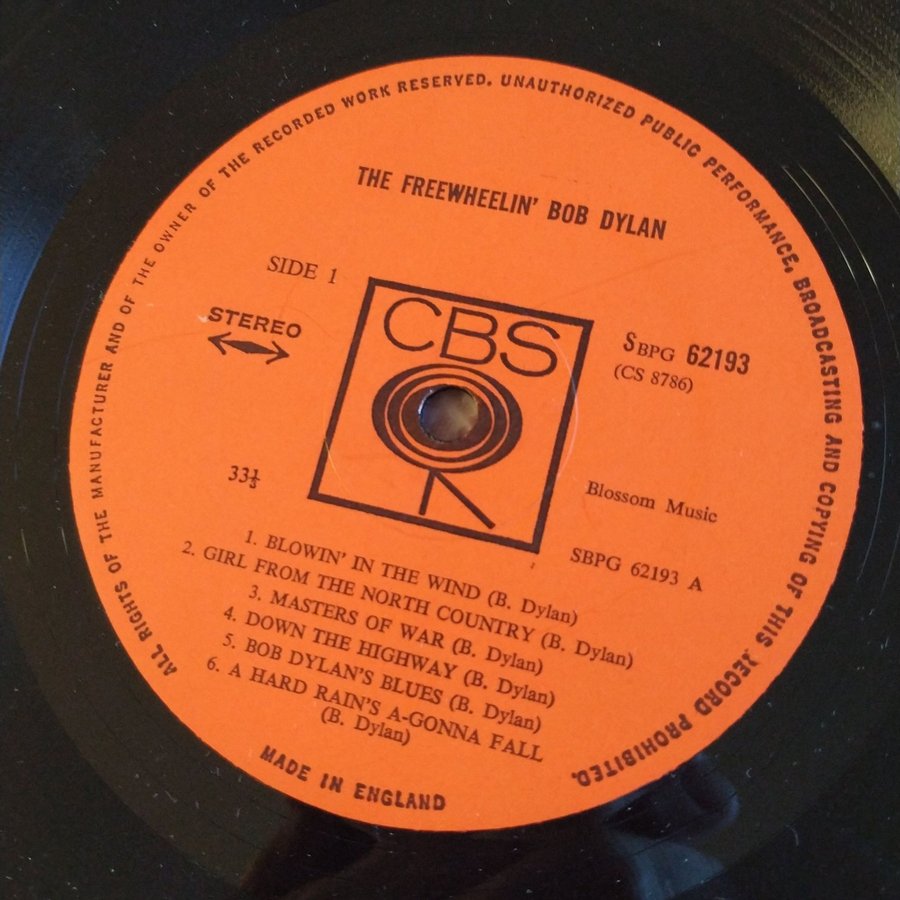 ALL RIGHTS OF THE MANUFACTURER AND OF THE OWNER OF THE RECORDED WORK RESERVED. UNAUTHORIZED PUBLIC PERFORMANCE, BROADCASTING AND COPYING OF THIS RECORD PROHIBITED.
THE FREEWHEELIN' BOB DYLAN
SIDE 1
STEREO
CBS
SBPG 62193
(CS 8786)
33⅓
Blossom Music
SBPG 62193 A
1. BLOWIN' IN THE WIND (B. Dylan)
2. GIRL FROM THE NORTH COUNTRY (B. Dylan)
3. MASTERS OF WAR (B. Dylan)
4. DOWN THE HIGHWAY (B. Dylan)
5. BOB DYLAN'S BLUES (B. Dylan)
6. A HARD RAIN'S A-GONNA FALL
(B. Dylan)
MADE IN ENGLAND